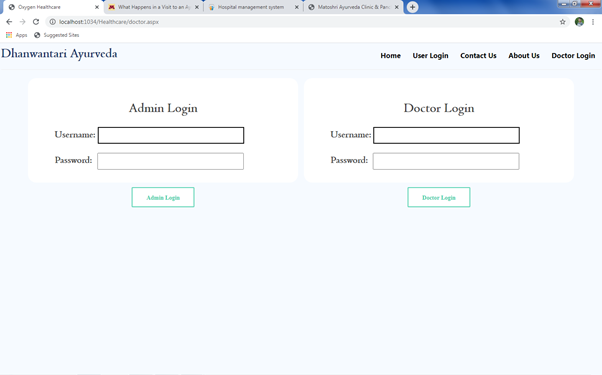 Oxygen Healthcare
What Happens in a Visit to an Ay
Hospital management system
Matoshri Ayurveda Clinic & Panc
localhost:1034/Healthcare/doctor.aspx
Apps Suggested Sites
Dhanwantari Ayurveda
Home User Login Contact Us About Us Doctor Login
Admin Login
Username:
Password:
Admin Login
Doctor Login
Username:
Password:
Doctor Login